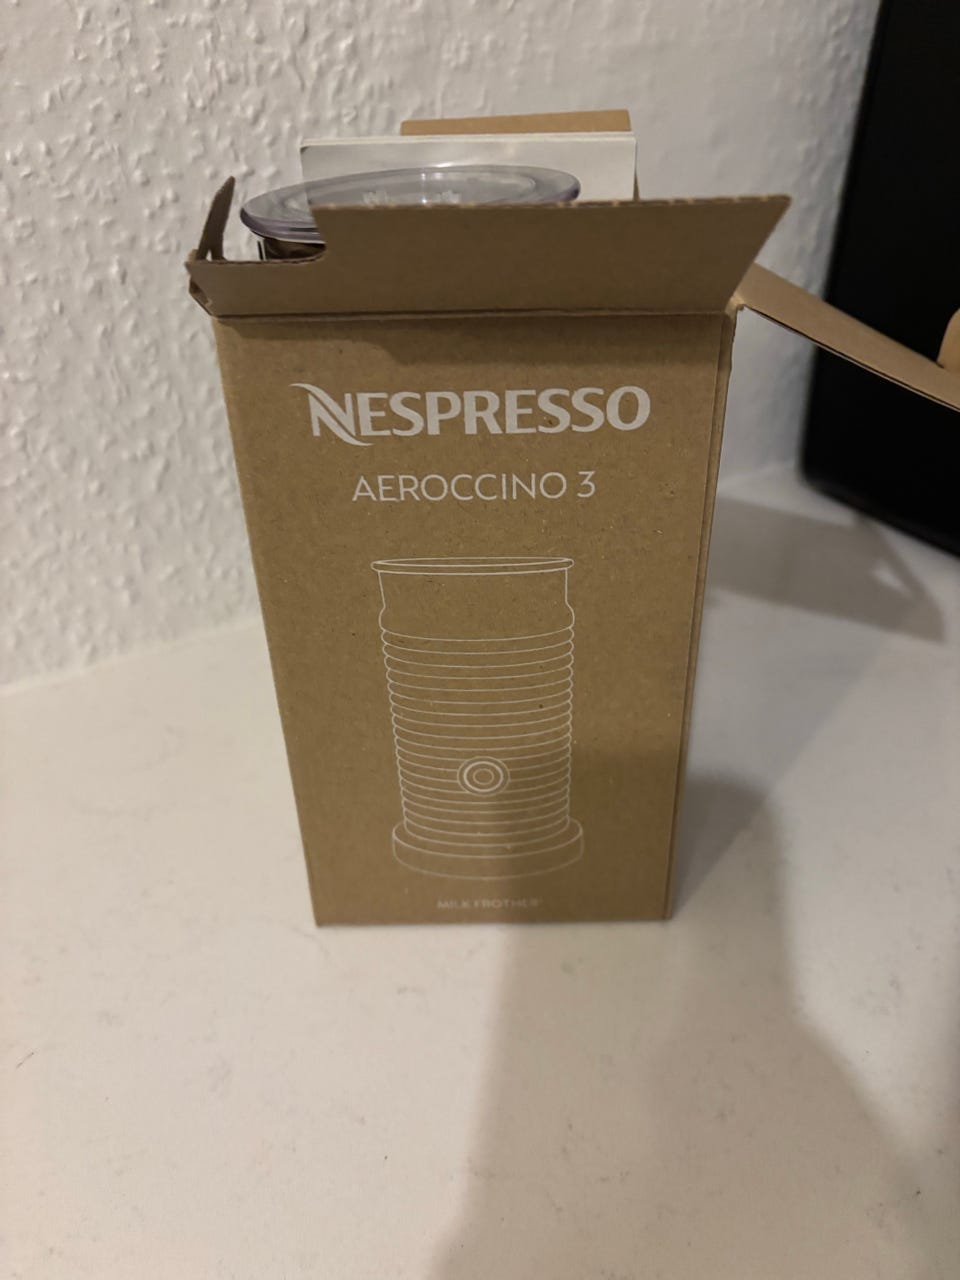 NESPRESSO
AEROCCINO 3
MILK FROTHER